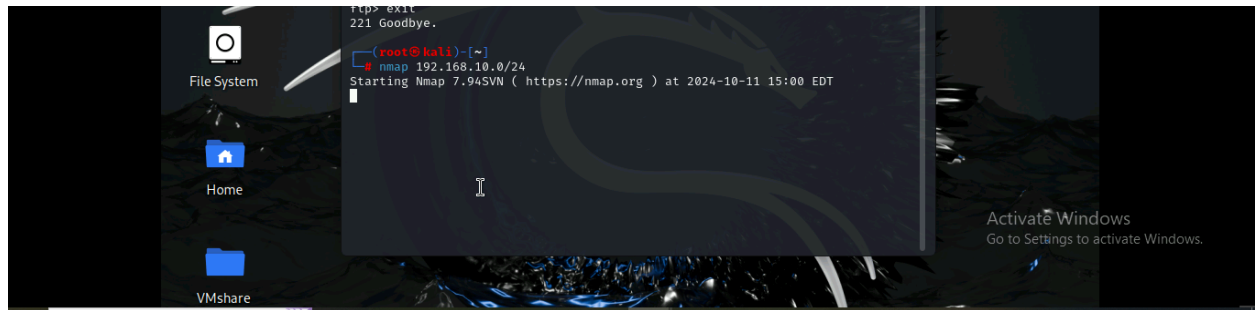 ftp> exit
221 Goodbye.
(root㉿kali)-[~]
# nmap 192.168.10.0/24
Starting Nmap 7.94SVN ( https://nmap.org ) at 2024-10-11 15:00 EDT
File System
Home
VMshare
Activate Windows
Go to Settings to activate Windows.